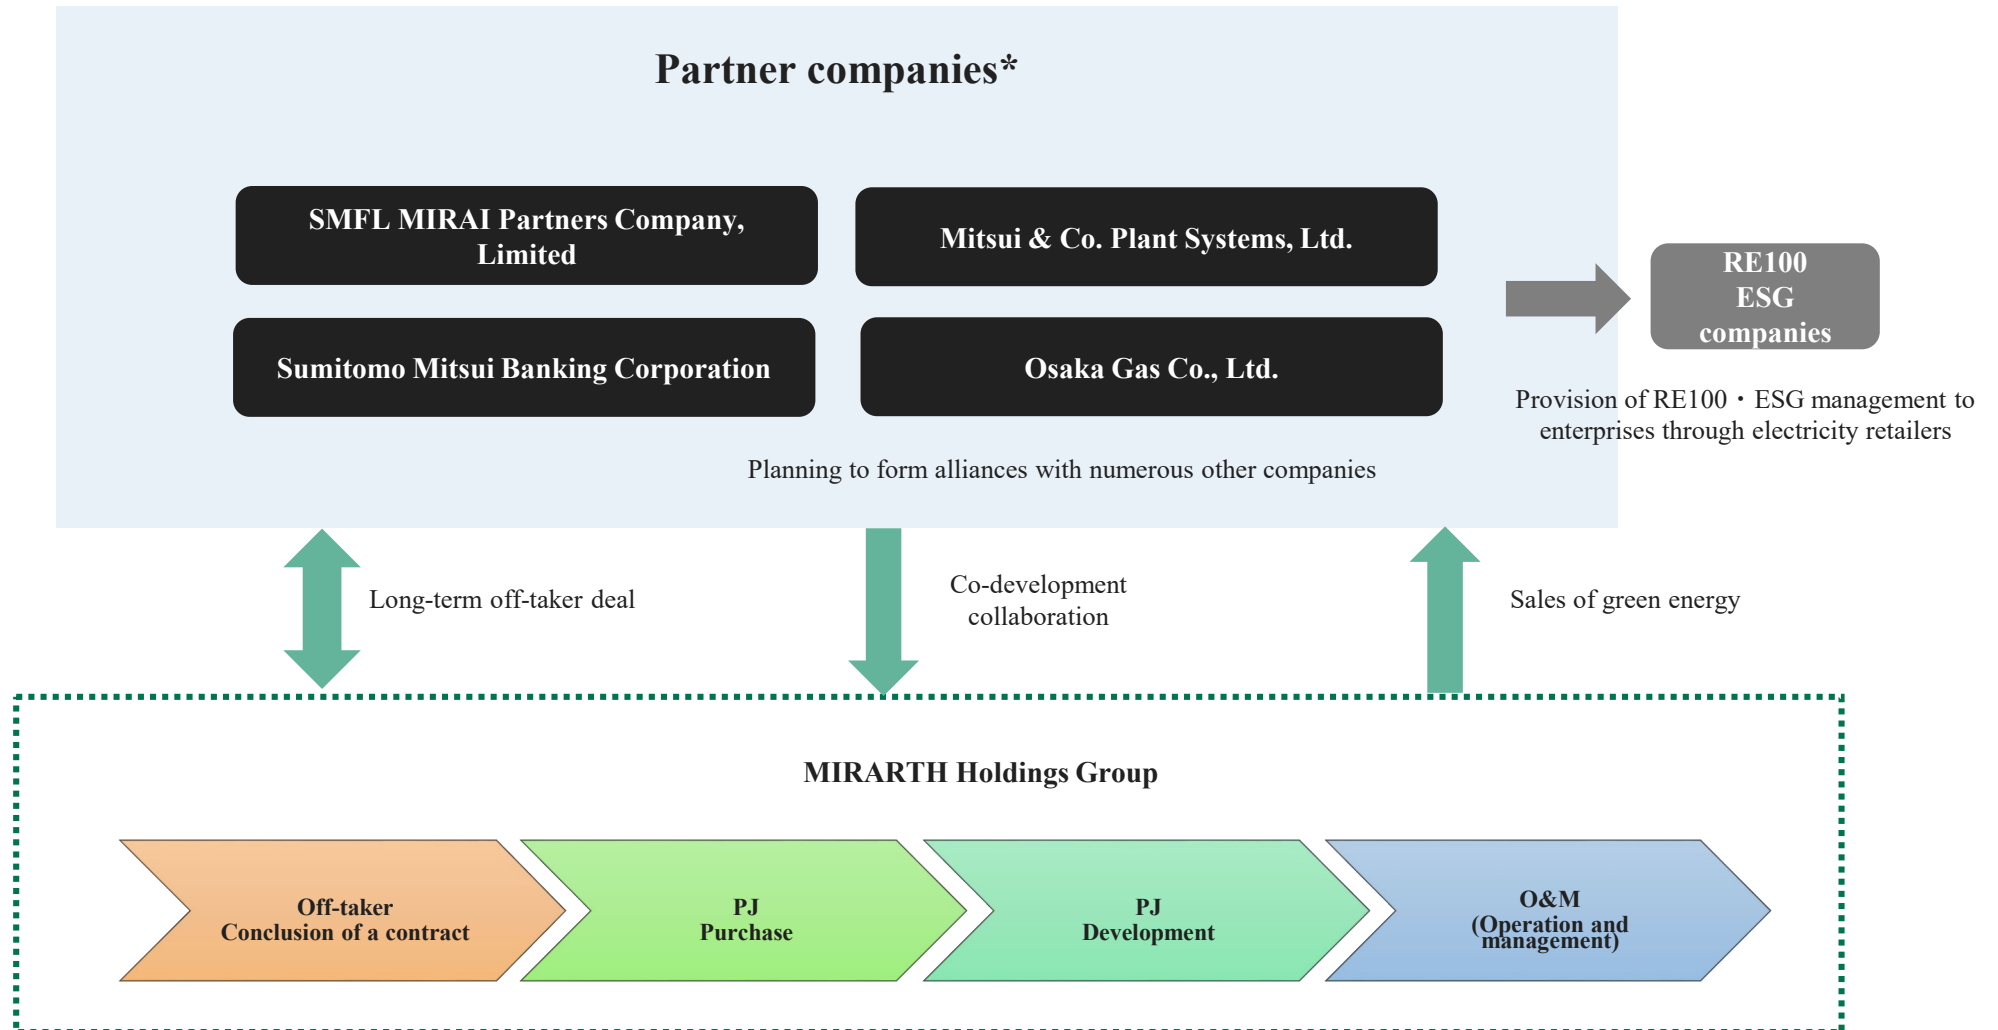 Partner companies*
SMFL MIRAI Partners Company,
Limited
Mitsui & Co. Plant Systems, Ltd.
Sumitomo Mitsui Banking Corporation
Osaka Gas Co., Ltd.
Planning to form alliances with numerous other companies
RE100
ESG
companies
Provision of RE100・ESG management to
enterprises through electricity retailers
Long-term off-taker deal
Co-development
collaboration
Sales of green energy
MIRARTH Holdings Group
Off-taker
Conclusion of a contract
PJ
Purchase
PJ
Development
O&M
(Operation and
management)